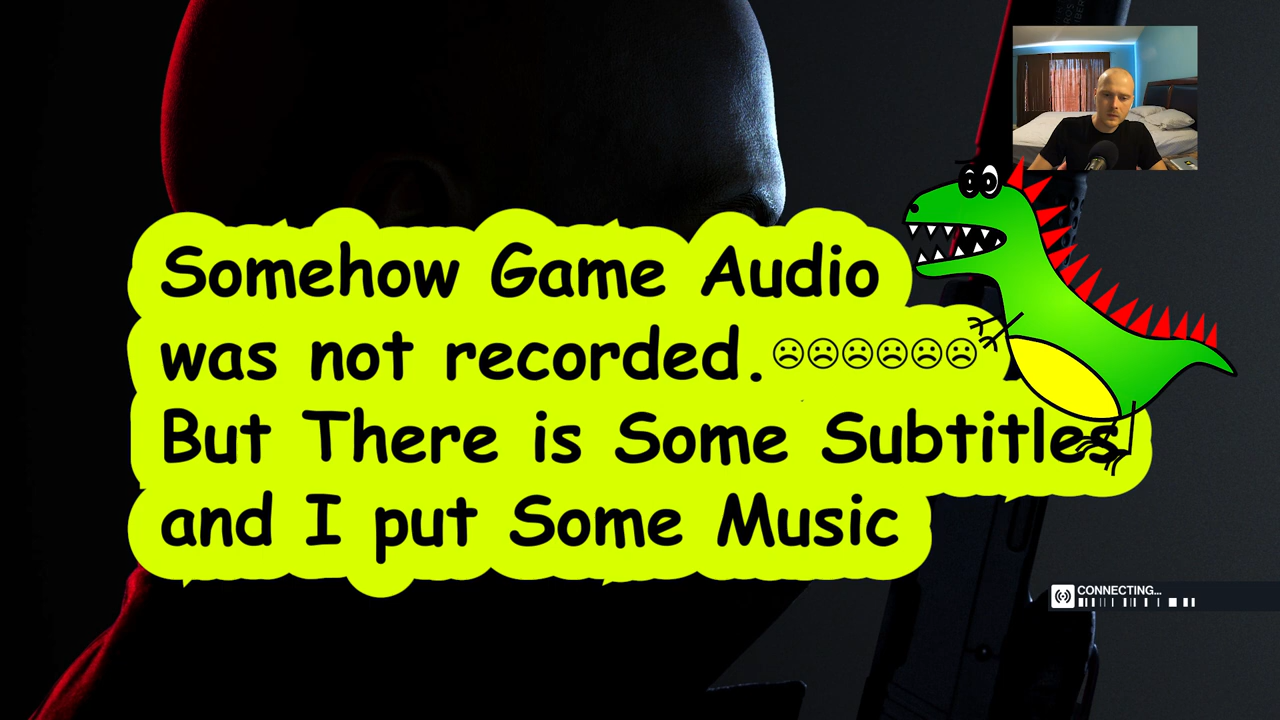 Somehow Game Audio
was not recorded.☹☹☹☹☹☹
But There is Some Subtitles
and I put Some Music
CONNECTING...